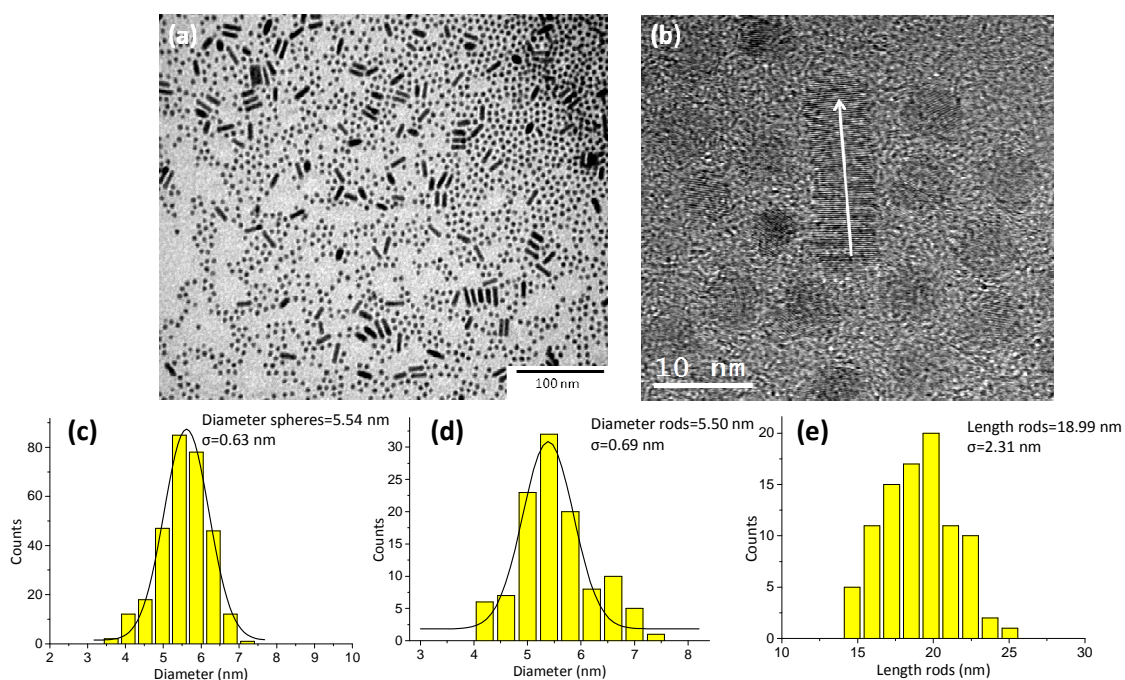 (a)
(b)
100 nm
10 nm
(c)
Diameter spheres=5.54 nm
σ=0.63 nm
Counts
80
60
40
20
0
2 3 4 5 6 7 8 9 10
Diameter (nm)
(d)
Diameter rods=5.50 nm
σ=0.69 nm
Counts
30
25
20
15
10
5
0
3 4 5 6 7 8
Diameter (nm)
(e)
Length rods=18.99 nm
σ=2.31 nm
Counts
20
15
10
5
0
10 15 20 25 30
Length rods (nm)